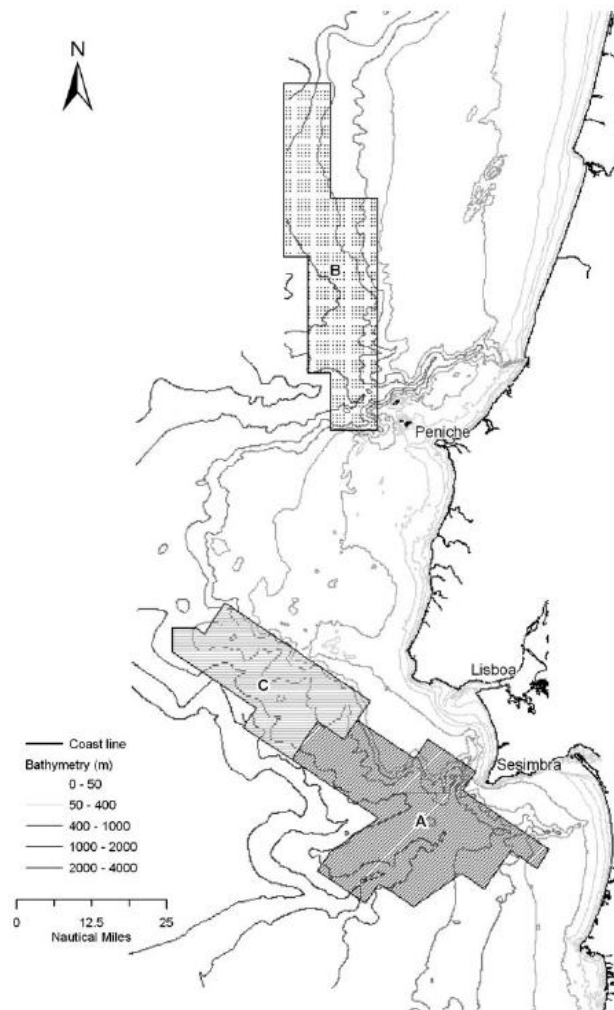 N
B
Peniche
Lisboa
C
Sesimbra
A
Coast line
Bathymetry (m)
0 - 50
50 - 400
400 - 1000
1000 - 2000
2000 - 4000
0 12.5 25
Nautical Miles